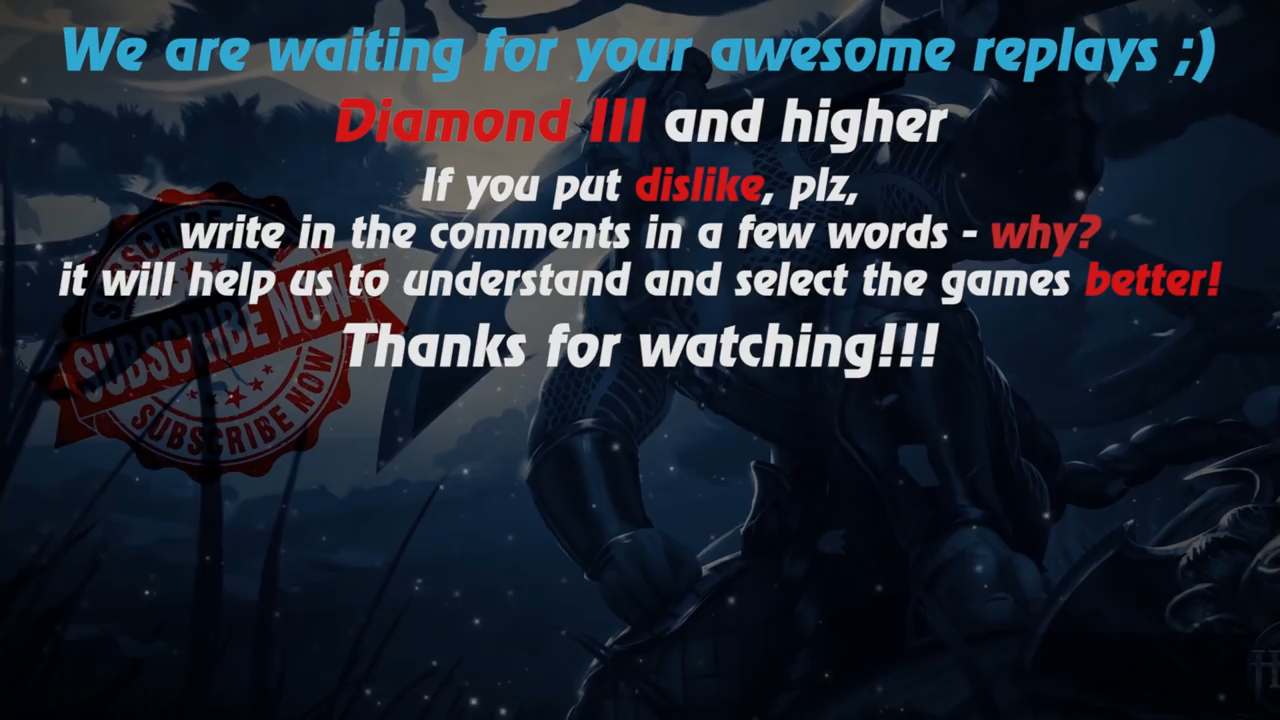 We are waiting for your awesome replays ;)
Diamond III and higher
If you put dislike, plz,
write in the comments in a few words - why?
it will help us to understand and select the games better!
Thanks for watching!!!
SUBSCRIBE NOW
SUBSCRIBE NOW